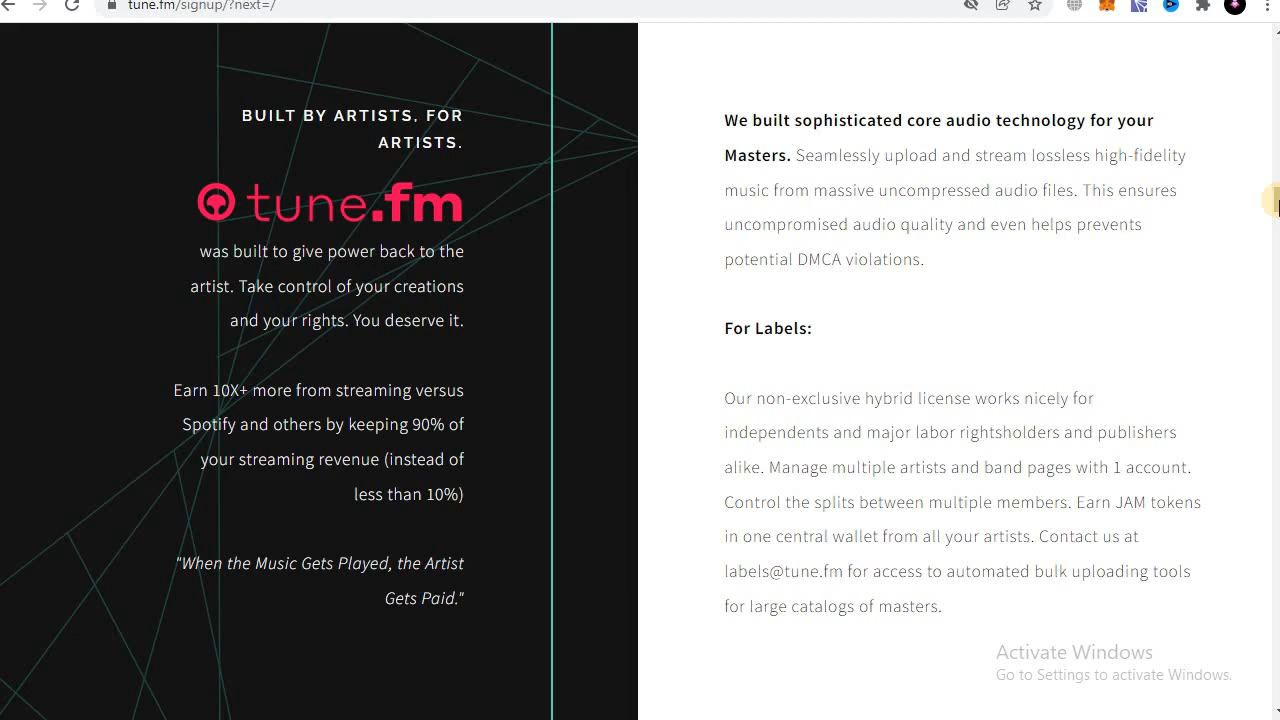 tune.fm/signup/?next=/
BUILT BY ARTISTS, FOR
ARTISTS.
tune.fm
was built to give power back to the
artist. Take control of your creations
and your rights. You deserve it.
Earn 10X+ more from streaming versus
Spotify and others by keeping 90% of
your streaming revenue (instead of
less than 10%)
"When the Music Gets Played, the Artist
Gets Paid."
We built sophisticated core audio technology for your
Masters. Seamlessly upload and stream lossless high-fidelity
music from massive uncompressed audio files. This ensures
uncompromised audio quality and even helps prevents
potential DMCA violations.
For Labels:
Our non-exclusive hybrid license works nicely for
independents and major labor rightsholders and publishers
alike. Manage multiple artists and band pages with 1 account.
Control the splits between multiple members. Earn JAM tokens
in one central wallet from all your artists. Contact us at
labels@tune.fm for access to automated bulk uploading tools
for large catalogs of masters.
Activate Windows
Go to Settings to activate Windows.